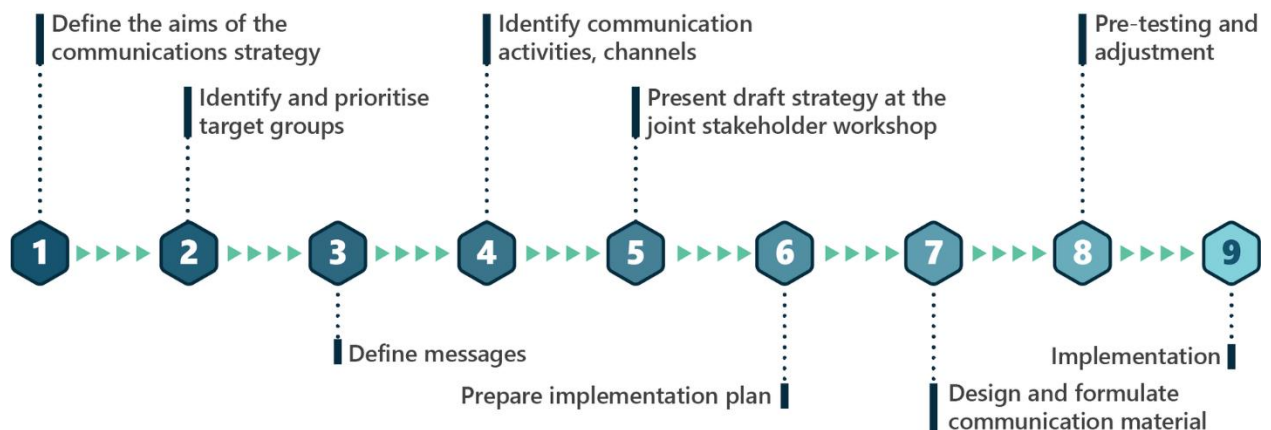 Define the aims of the
communications strategy
Identify and prioritise
target groups
Identify communication
activities, channels
Present draft strategy at the
joint stakeholder workshop
Pre-testing and
adjustment
1
2
3
4
5
6
7
8
9
Define messages
Prepare implementation plan
Design and formulate
communication material
Implementation